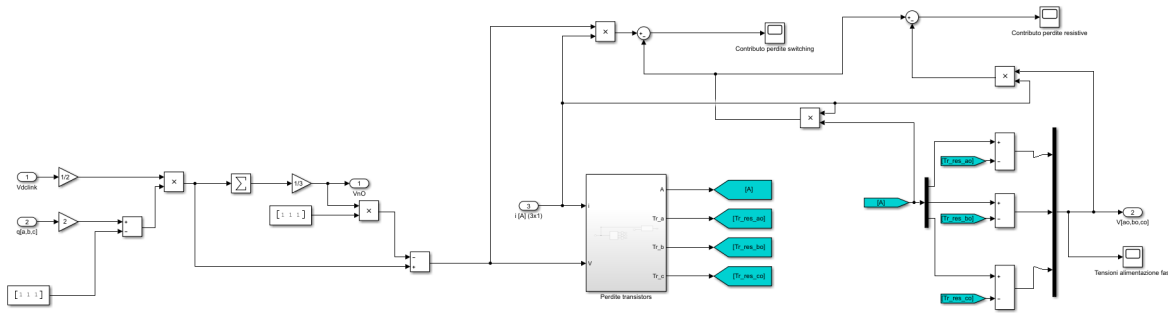 Contributo perdite switching
Contributo perdite resistive
1
Vdclink
1/2
1/3
1
VnO
2
q[a,b,c]
2
[1 1 1]
[1 1 1]
3
i [A] (3x1)
i
V
A
Tr_a
Tr_b
Tr_c
Perdite transistors
[A]
[Tr_res_ao]
[Tr_res_bo]
[Tr_res_co]
[A]
[Tr_res_ao]
[Tr_res_bo]
[Tr_res_co]
2
V[ao,bo,co]
Tensioni alimentazione fasi